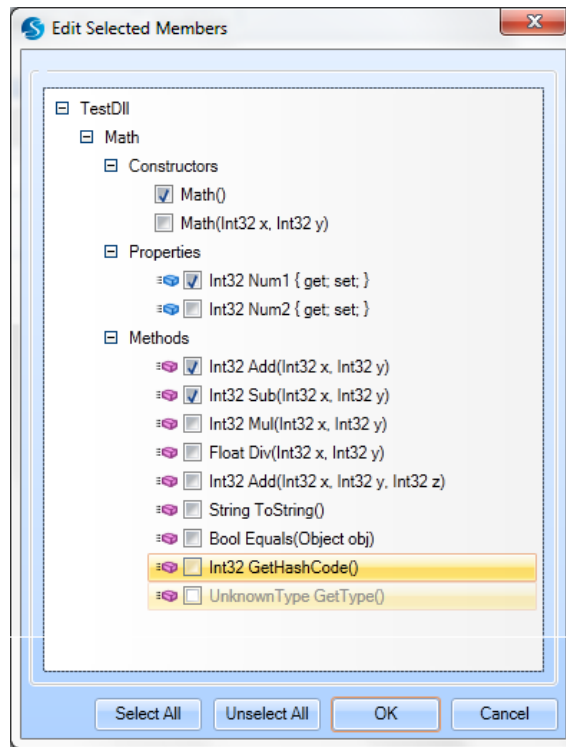 Edit Selected Members
TestDll
Math
Constructors
Math()
Math(Int32 x, Int32 y)
Properties
Int32 Num1 { get; set; }
Int32 Num2 { get; set; }
Methods
Int32 Add(Int32 x, Int32 y)
Int32 Sub(Int32 x, Int32 y)
Int32 Mul(Int32 x, Int32 y)
Float Div(Int32 x, Int32 y)
Int32 Add(Int32 x, Int32 y, Int32 z)
String ToString()
Bool Equals(Object obj)
Int32 GetHashCode()
UnknownType GetType()
Select All Unselect All OK Cancel